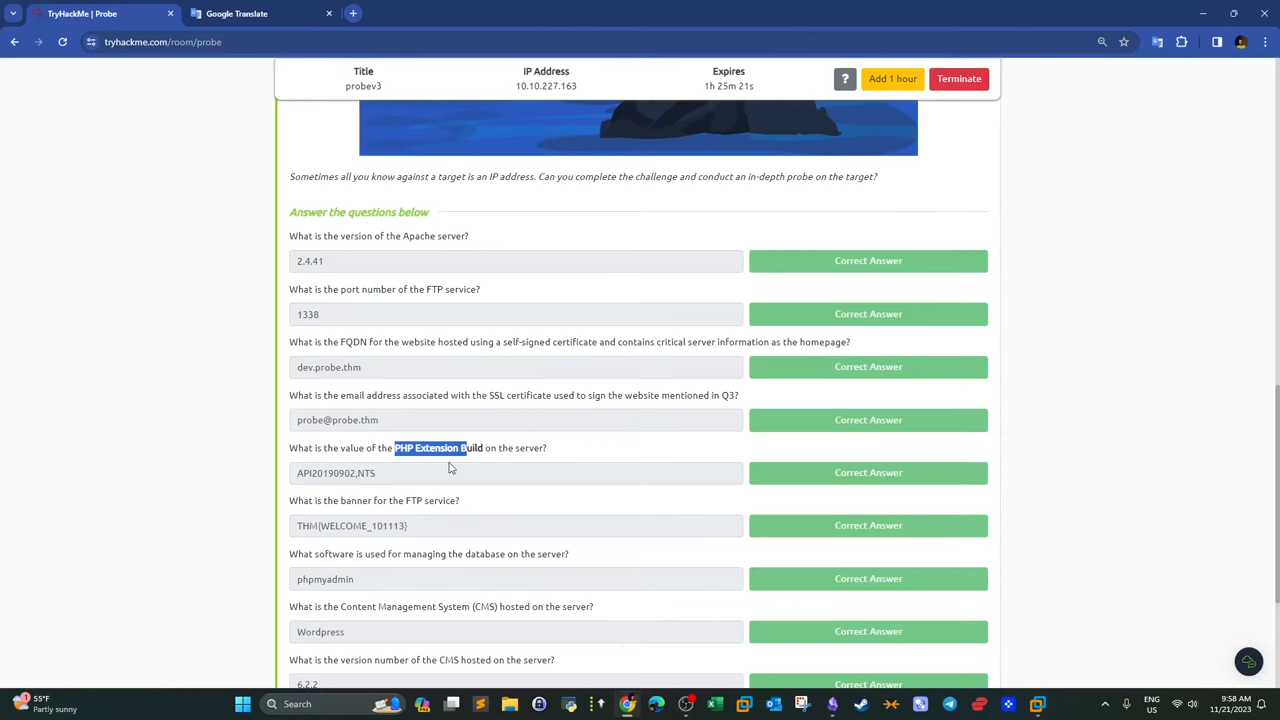 TryHackMe | Probe
Google Translate
tryhackme.com/room/probe
Title
IP Address
Expires
probev3
10.10.227.163
1h 25m 21s
?
Add 1 hour
Terminate
Sometimes all you know against a target is an IP address. Can you complete the challenge and conduct an in-depth probe on the target?
Answer the questions below
What is the version of the Apache server?
2.4.41
Correct Answer
What is the port number of the FTP service?
1338
Correct Answer
What is the FQDN for the website hosted using a self-signed certificate and contains critical server information as the homepage?
dev.probe.thm
Correct Answer
What is the email address associated with the SSL certificate used to sign the website mentioned in Q3?
probe@probe.thm
Correct Answer
What is the value of the PHP Extension Build on the server?
API20190902,NTS
Correct Answer
What is the banner for the FTP service?
THM{WELCOME_101113}
Correct Answer
What software is used for managing the database on the server?
phpmyadmin
Correct Answer
What is the Content Management System (CMS) hosted on the server?
Wordpress
Correct Answer
What is the version number of the CMS hosted on the server?
6.2.2
Correct Answer
55°F
Partly sunny
Search
ENG
US
9:58 AM
11/21/2023